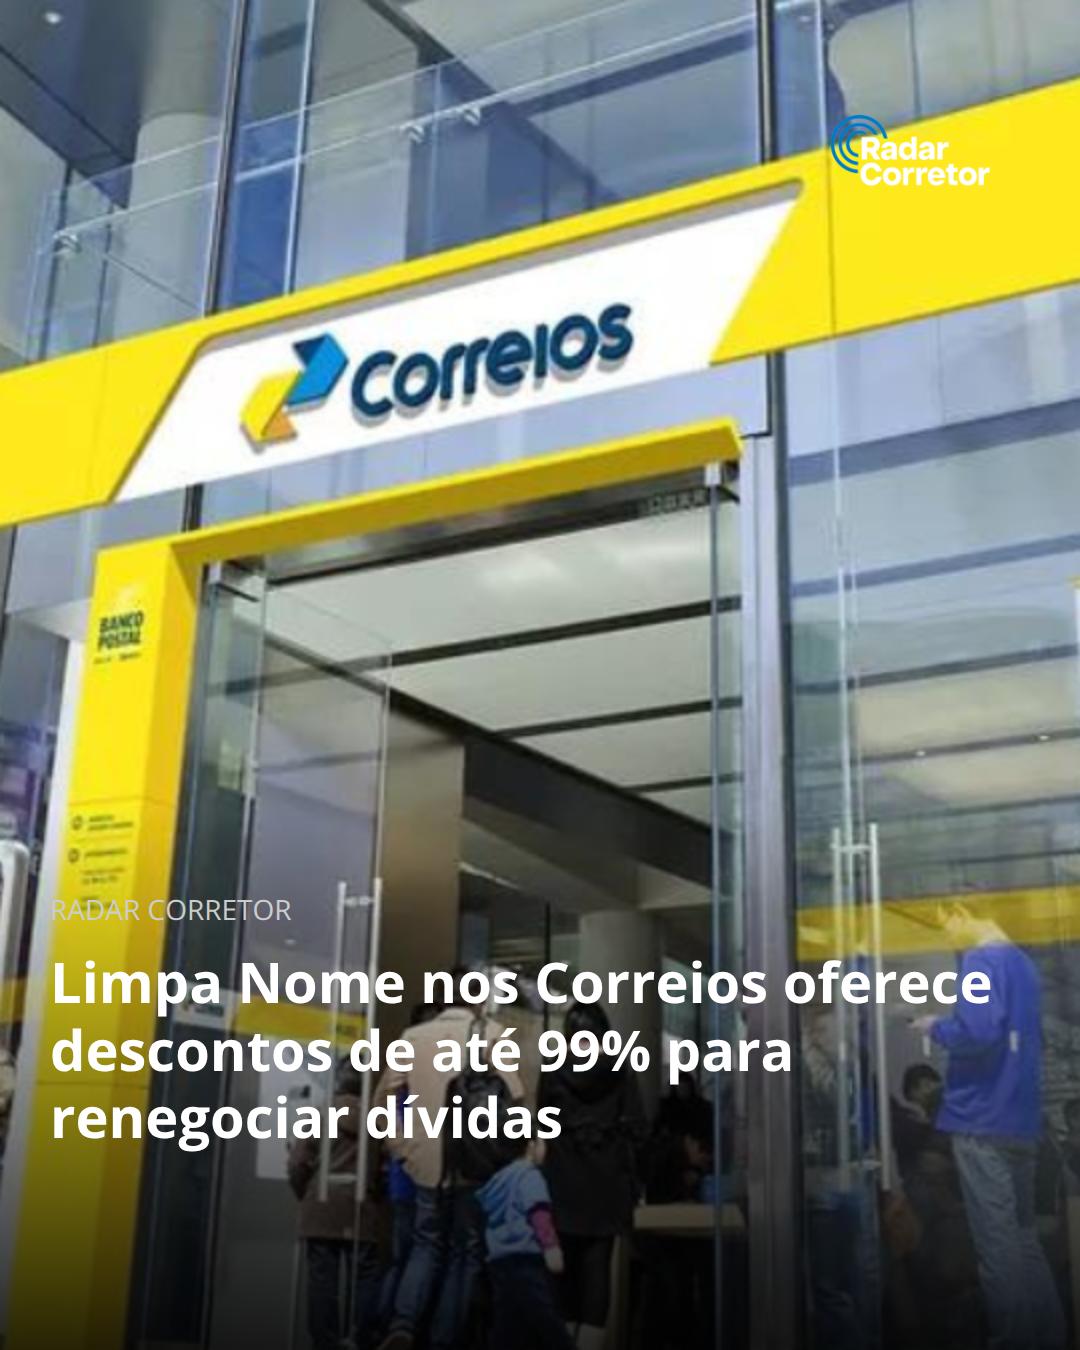 Radar
Corretor
Correios
BANCO
POSTAL
RADAR CORRETOR
Limpa Nome nos Correios oferece
descontos de até 99% para
renegociar dívidas